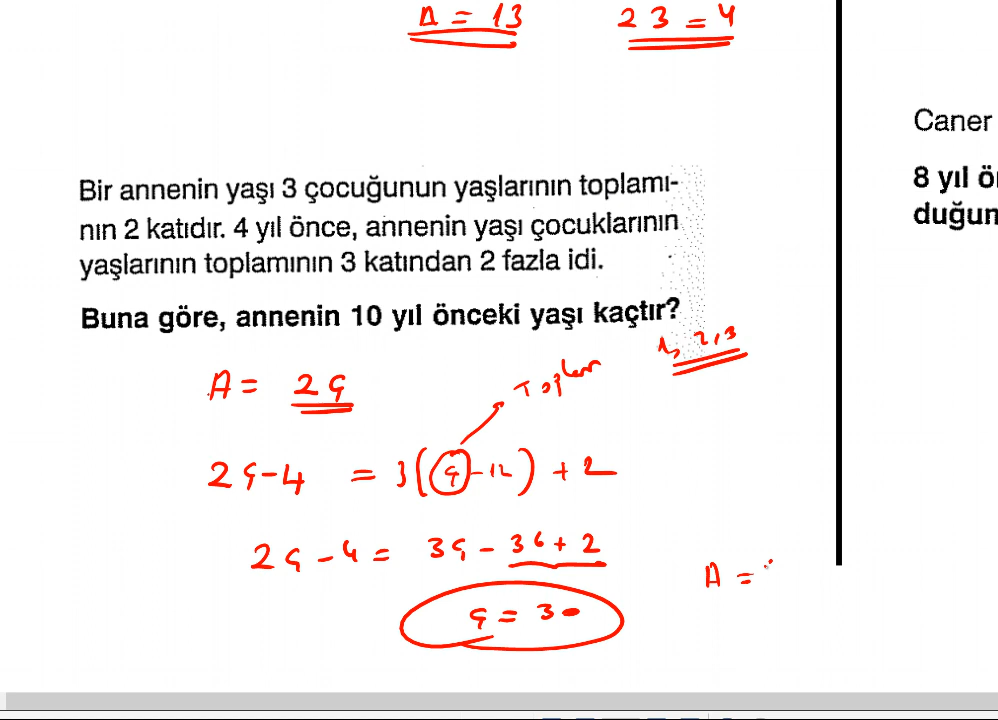 A = 13
23 = 4
Bir annenin yaşı 3 çocuğunun yaşlarının toplamı-
nın 2 katıdır. 4 yıl önce, annenin yaşı çocuklarının
yaşlarının toplamının 3 katından 2 fazla idi.
Buna göre, annenin 10 yıl önceki yaşı kaçtır?
1, 2, 3
A = 2Ç
Toplam
2Ç-4 = 3(Ç-12) + 2
2Ç - 4 = 3Ç - 36 + 2
Ç = 30
A =
Caner
8 yıl ö
duğun